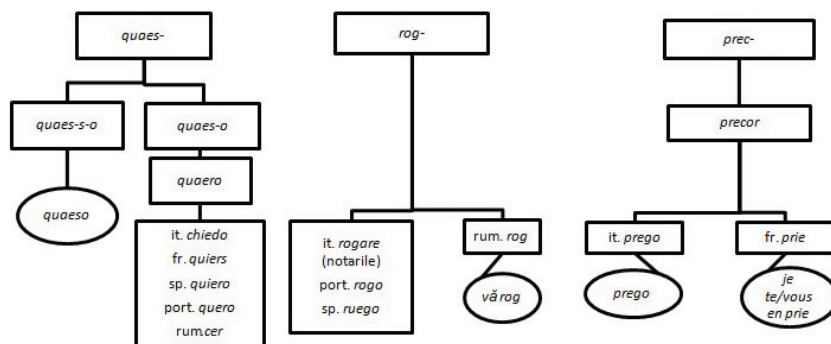 quaes-
rog-
prec-
quaes-s-o
quaes-o
precor
quaero
quaeso
it. chiedo
fr. quiers
sp. quiero
port. quero
rum.cer
it. rogare
(notarile)
port. rogo
sp. ruego
rum. rog
vă rog
it. prego
fr. prie
prego
je
te/vous
en prie